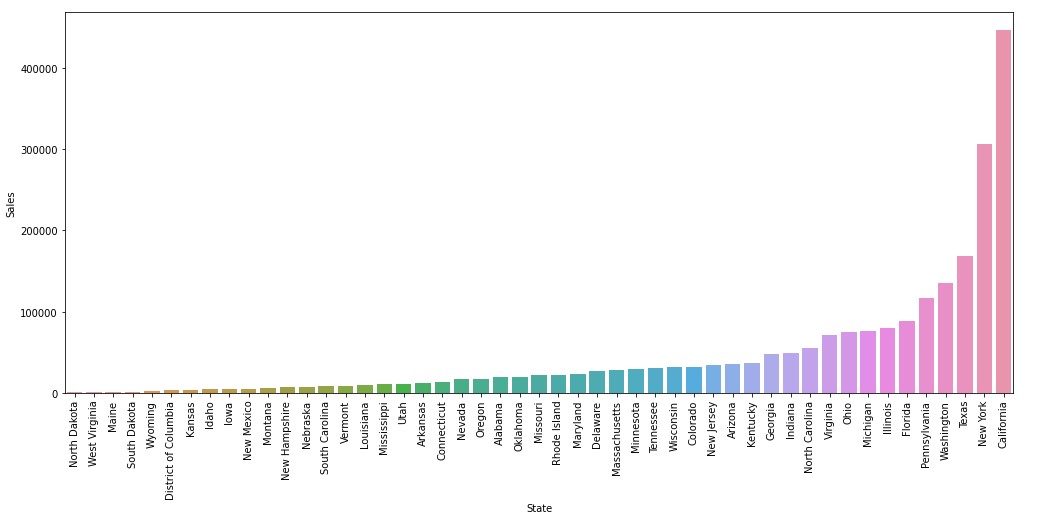 400000
300000
200000
100000
0
Sales
North Dakota
West Virginia
Maine
South Dakota
Wyoming
District of Columbia
Kansas
Idaho
Iowa
New Mexico
Montana
New Hampshire
Nebraska
South Carolina
Vermont
Louisiana
Mississippi
Utah
Arkansas
Connecticut
Nevada
Oregon
Alabama
Oklahoma
Missouri
Rhode Island
Maryland
Delaware
Massachusetts
Minnesota
Tennessee
Wisconsin
Colorado
New Jersey
Arizona
Kentucky
Georgia
Indiana
North Carolina
Virginia
Ohio
Michigan
Illinois
Florida
Pennsylvania
Washington
Texas
New York
California
State